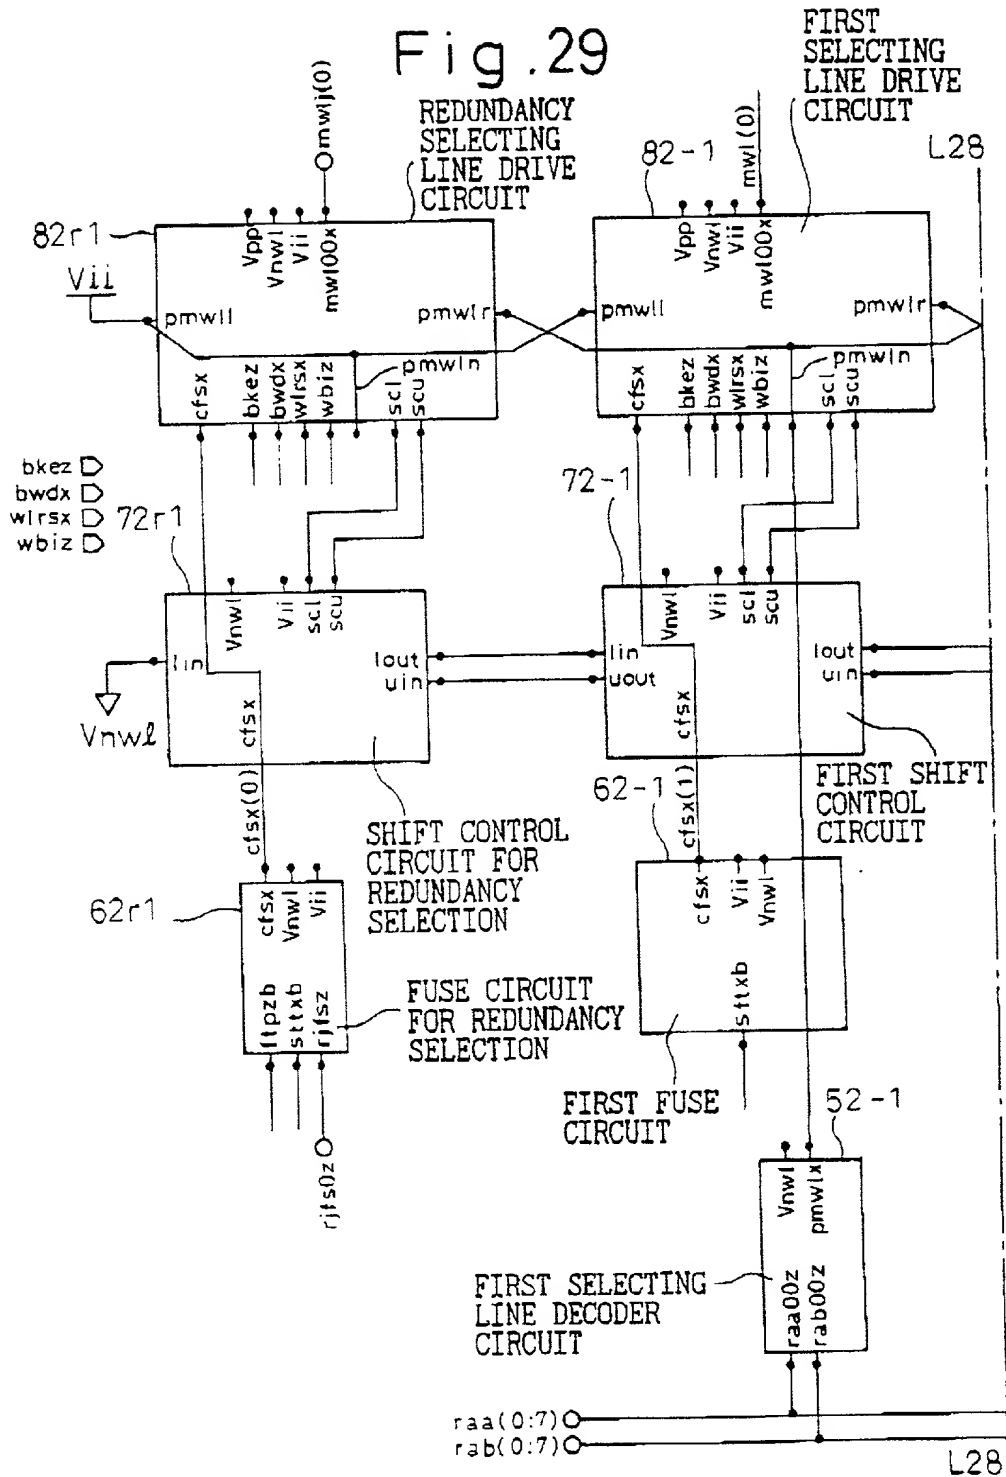 Fig.29
FIRST
SELECTING
LINE DRIVE
CIRCUIT
REDUNDANCY
SELECTING
LINE DRIVE
CIRCUIT
mwlj(0)
82-1
mwl(0)
L28
82r1
Vii
Vpp
Vnwl
Vii
mwl00x
pmwll
pmwlr
pmwln
cfsx
bkez
bwdx
wlrsx
wbiz
scl
scu
Vpp
Vnwl
Vii
mwl00x
pmwll
pmwlr
pmwln
cfsx
bkez
bwdx
wlrsx
wbiz
scl
scu
bkez
bwdx
wlrsx
wbiz
72r1
72-1
Vnwl
Vii
scl
scu
lin
lout
uin
cfsx
Vnwl
Vnwl
Vii
scl
scu
lin
uout
lout
uin
cfsx
cfsx(0)
SHIFT CONTROL
CIRCUIT FOR
REDUNDANCY
SELECTION
62-1
cfsx(1)
FIRST SHIFT
CONTROL
CIRCUIT
62r1
cfsx
Vnwl
Vii
ftpzb
sttxb
rjfsz
FUSE CIRCUIT
FOR REDUNDANCY
SELECTION
rjfs0z
cfsx
Vii
Vnwl
sttxb
FIRST FUSE
CIRCUIT
52-1
Vnwl
pmwlx
raa00z
rab00z
FIRST SELECTING
LINE DECODER
CIRCUIT
raa(0:7)
rab(0:7)
L28